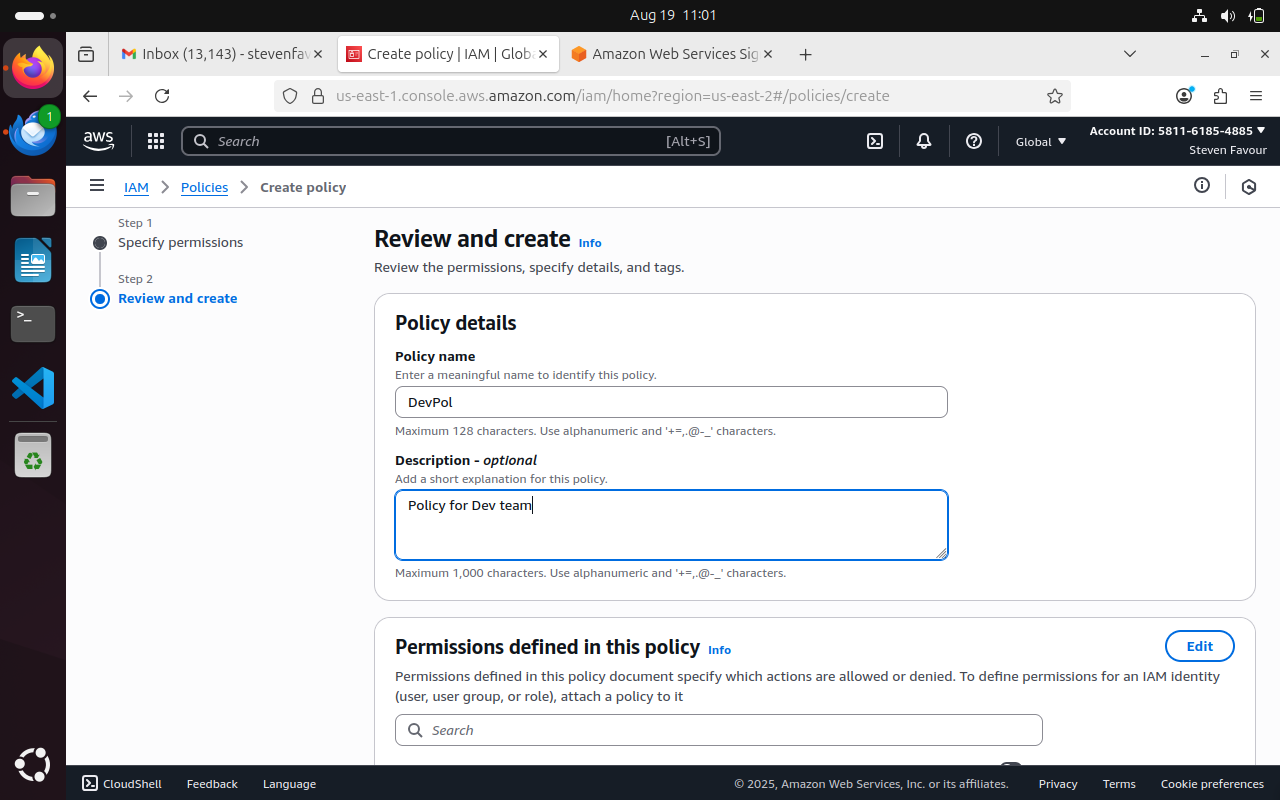 Aug 19 11:01
Inbox (13,143) - stevenfav
Create policy | IAM | Globa
Amazon Web Services Sig
us-east-1.console.aws.amazon.com/iam/home?region=us-east-2#/policies/create
1
aws
Search
[Alt+S]
Global
Account ID: 5811-6185-4885
Steven Favour
IAM
Policies
Create policy
Step 1
Specify permissions
Step 2
Review and create
Review and create Info
Review the permissions, specify details, and tags.
Policy details
Policy name
Enter a meaningful name to identify this policy.
DevPol
Maximum 128 characters. Use alphanumeric and '+=,.@-_' characters.
Description - optional
Add a short explanation for this policy.
Policy for Dev team
Maximum 1,000 characters. Use alphanumeric and '+=,.@-_' characters.
Permissions defined in this policy Info
Edit
Permissions defined in this policy document specify which actions are allowed or denied. To define permissions for an IAM identity
(user, user group, or role), attach a policy to it
Search
CloudShell
Feedback
Language
© 2025, Amazon Web Services, Inc. or its affiliates.
Privacy
Terms
Cookie preferences